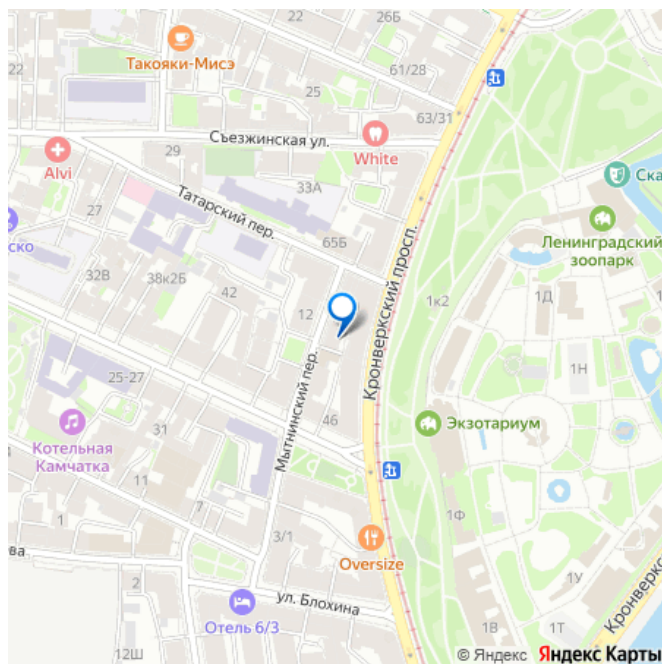 22
26Б
Такояки-Мисэ
61/28
22
25
63/31
Съезжинская ул.
White
Alvi
29
33А
Ска
Татарский пер.
27
Ленинградский
зоопарк
ско
65Б
Кронверкский просп.
32В
38к2Б
42
1к2
1Д
12
Мытнинский пер.
1Н
25-27
46
Экзотариум
Котельная
Камчатка
31
7
1
3/1
1Ф
Oversize
ва
2
1У
ул. Блохина
Отель 6/3
1В
1Т
Кронверкс
12Ш
© Яндекс Яндекс Карты